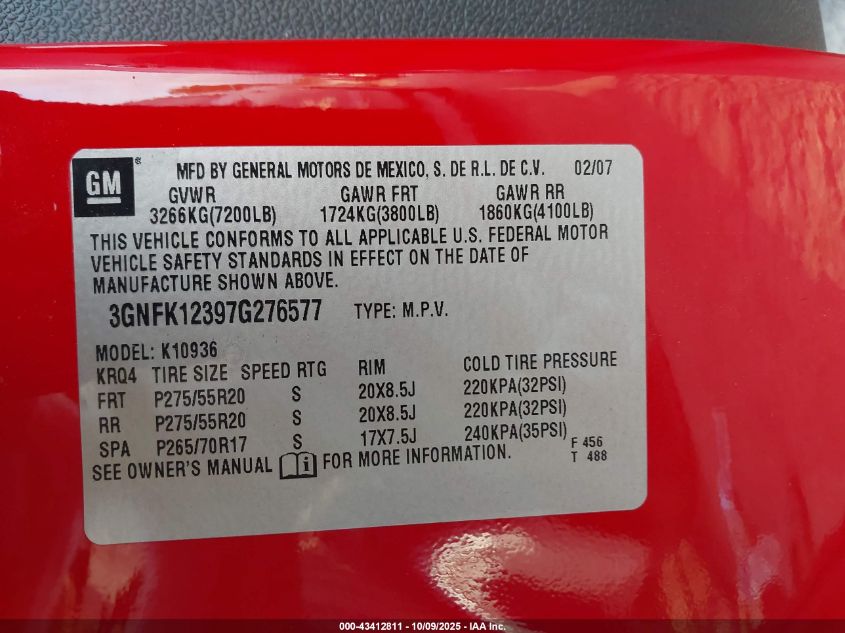 GM ®
MFD BY GENERAL MOTORS DE MEXICO, S. DE R.L. DE C.V. 02/07
GVWR GAWR FRT GAWR RR
3266KG(7200LB) 1724KG(3800LB) 1860KG(4100LB)
THIS VEHICLE CONFORMS TO ALL APPLICABLE U.S. FEDERAL MOTOR
VEHICLE SAFETY STANDARDS IN EFFECT ON THE DATE OF
MANUFACTURE SHOWN ABOVE.
3GNFK12397G276577 TYPE: M.P.V.
MODEL: K10936
KRQ4 TIRE SIZE SPEED RTG RIM COLD TIRE PRESSURE
FRT P275/55R20 S 20X8.5J 220KPA(32PSI)
RR P275/55R20 S 20X8.5J 220KPA(32PSI)
SPA P265/70R17 S 17X7.5J 240KPA(35PSI) F 456
T 488
SEE OWNER'S MANUAL i FOR MORE INFORMATION.
000-43412811 - 10/09/2025 - IAA Inc.